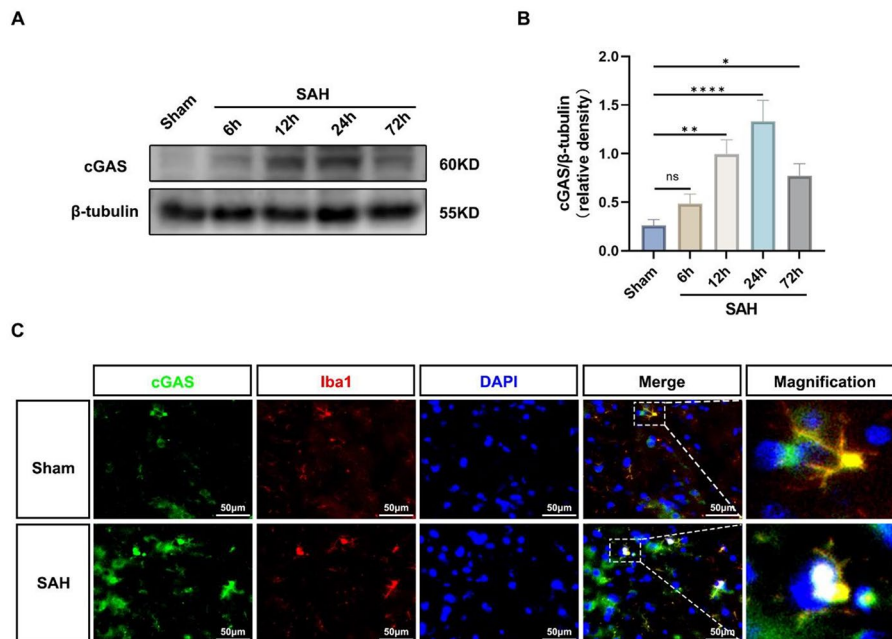 A
SAH
Sham 6h 12h 24h 72h
cGAS 60KD
β-tubulin 55KD
B
cGAS/β-tubulin
(relative density)
2.0
1.5
1.0
0.5
0.0
*
****
**
ns
Sham 6h 12h 24h 72h
SAH
C
cGAS Iba1 DAPI Merge Magnification
Sham
50μm 50μm 50μm 50μm
SAH
50μm 50μm 50μm 50μm